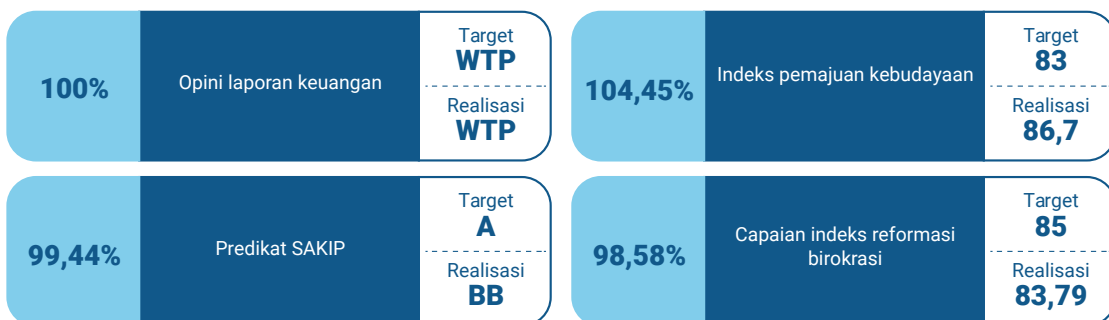 100%
Opini laporan keuangan
Target
WTP
Realisasi
WTP
104,45%
Indeks pemajuan kebudayaan
Target
83
Realisasi
86,7
99,44%
Predikat SAKIP
Target
A
Realisasi
BB
98,58%
Capaian indeks reformasi
birokrasi
Target
85
Realisasi
83,79